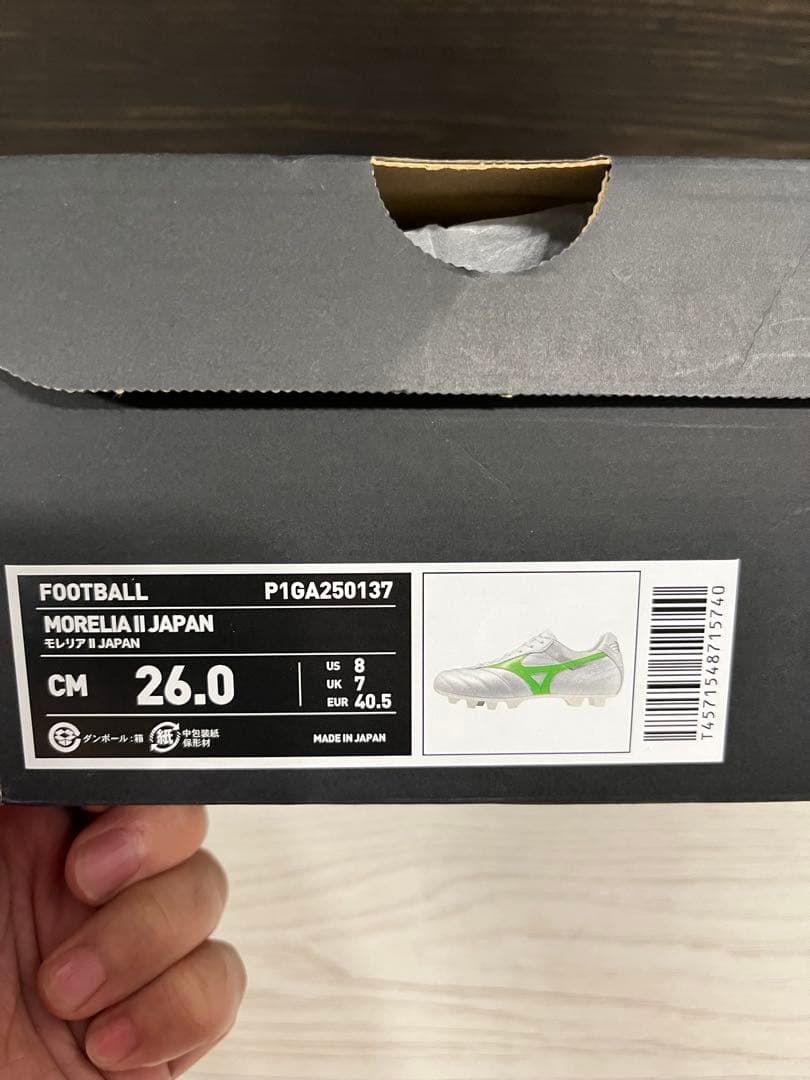 FOOTBALL P1GA250137
MORELIA II JAPAN
モレリア II JAPAN
CM 26.0
US 8
UK 7
EUR 40.5
ダンボール:箱 紙 中包装紙
保形材
MADE IN JAPAN
T4571548715740